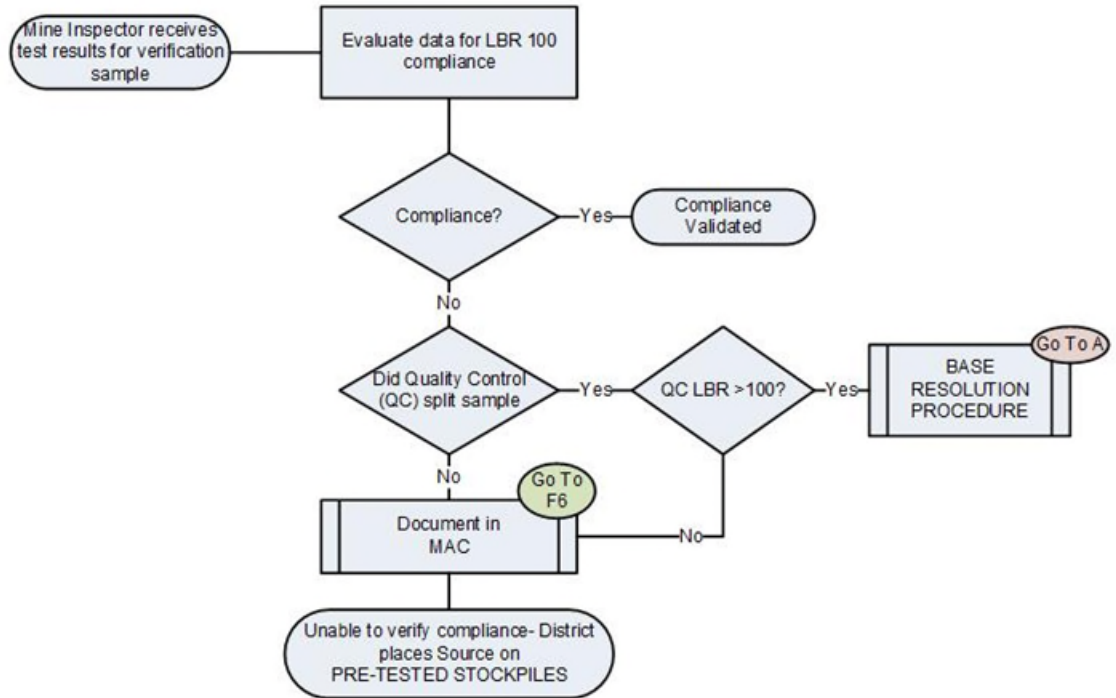 Mine Inspector receives
test results for verification
sample
Evaluate data for LBR 100
compliance
Compliance?
Yes
Compliance
Validated
No
Did Quality Control
(QC) split sample
Yes
QC LBR >100?
Yes
Go To A
BASE
RESOLUTION
PROCEDURE
No
Go To
F6
Document in
MAC
No
Unable to verify compliance- District
places Source on
PRE-TESTED STOCKPILES